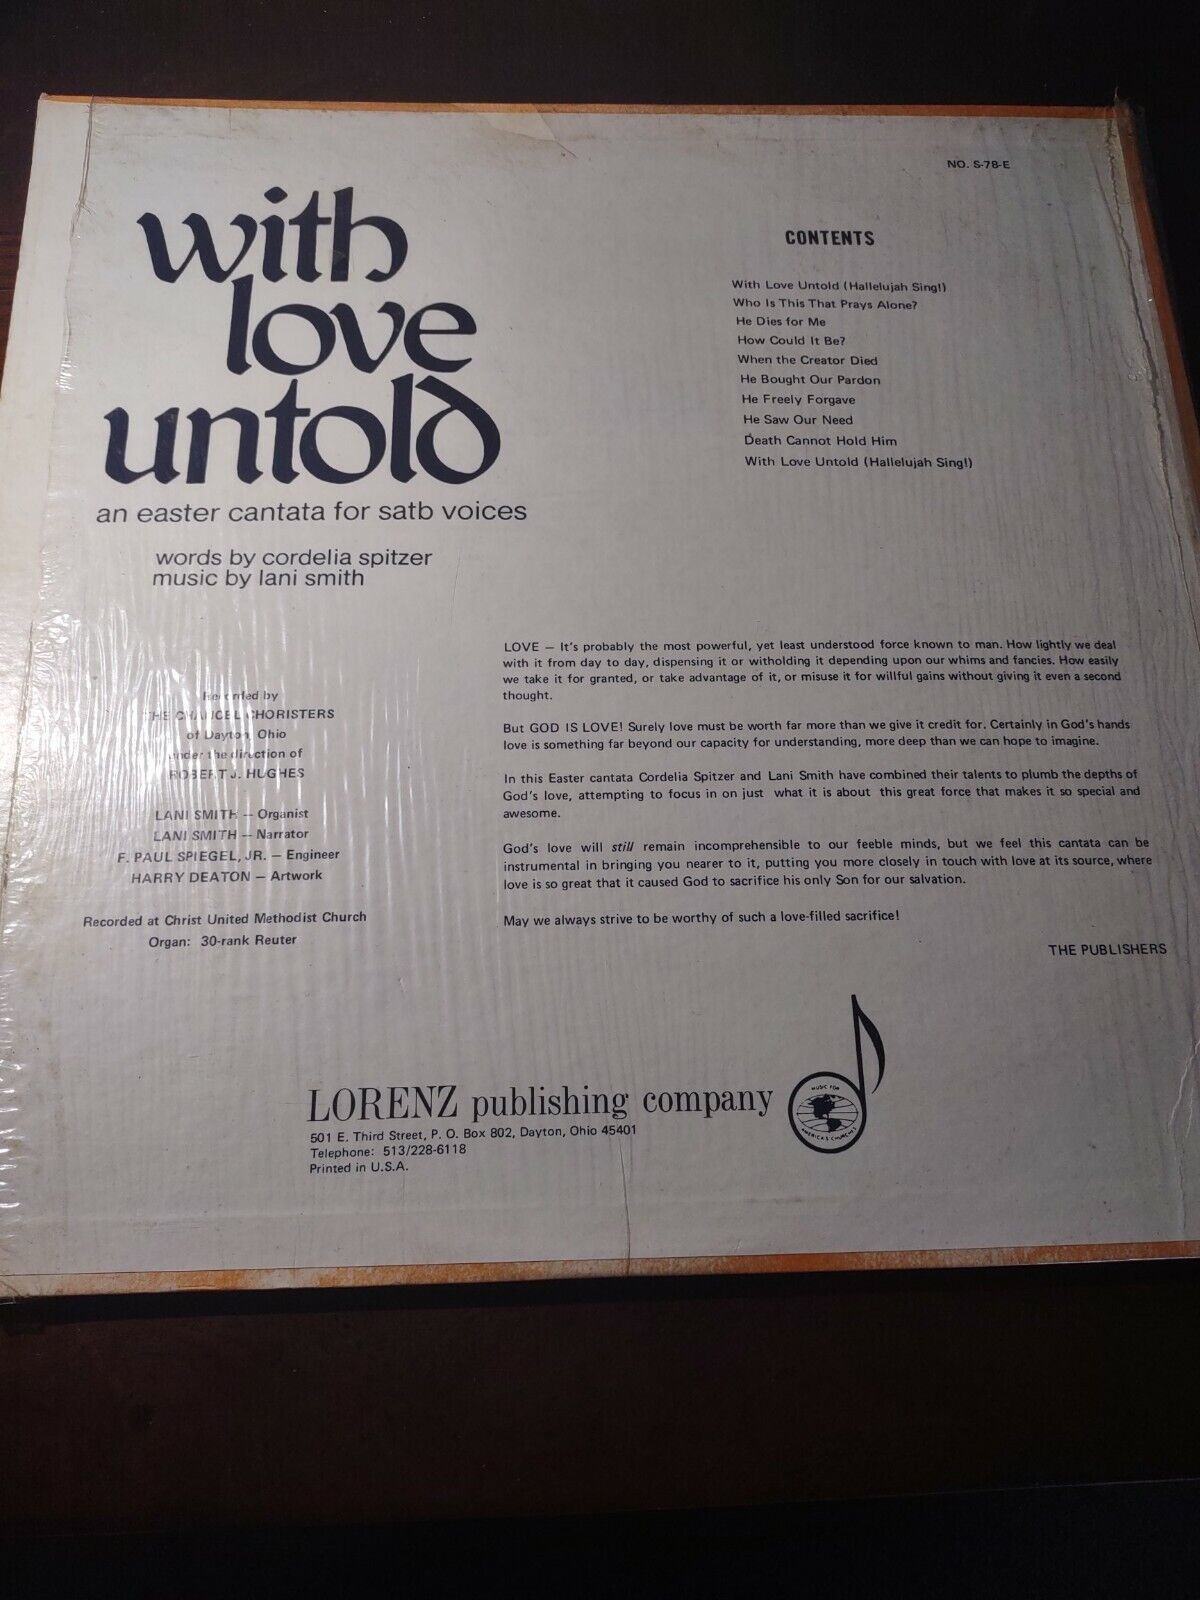 NO. S-78-E
with
love
untold
an easter cantata for satb voices
words by cordelia spitzer
music by lani smith
CONTENTS
With Love Untold (Hallelujah Sing!)
Who Is This That Prays Alone?
He Dies for Me
How Could It Be?
When the Creator Died
He Bought Our Pardon
He Freely Forgave
He Saw Our Need
Death Cannot Hold Him
With Love Untold (Hallelujah Sing!)
Recorded by
THE CHANCEL CHORISTERS
of Dayton, Ohio
under the direction of
ROBERT J. HUGHES
LANI SMITH — Organist
LANI SMITH — Narrator
F. PAUL SPIEGEL, JR. — Engineer
HARRY DEATON — Artwork
Recorded at Christ United Methodist Church
Organ: 30-rank Reuter
LOVE — It's probably the most powerful, yet least understood force known to man. How lightly we deal
with it from day to day, dispensing it or witholding it depending upon our whims and fancies. How easily
we take it for granted, or take advantage of it, or misuse it for willful gains without giving it even a second
thought.
But GOD IS LOVE! Surely love must be worth far more than we give it credit for. Certainly in God's hands
love is something far beyond our capacity for understanding, more deep than we can hope to imagine.
In this Easter cantata Cordelia Spitzer and Lani Smith have combined their talents to plumb the depths of
God's love, attempting to focus in on just what it is about this great force that makes it so special and
awesome.
God's love will still remain incomprehensible to our feeble minds, but we feel this cantata can be
instrumental in bringing you nearer to it, putting you more closely in touch with love at its source, where
love is so great that it caused God to sacrifice his only Son for our salvation.
May we always strive to be worthy of such a love-filled sacrifice!
THE PUBLISHERS
LORENZ publishing company
501 E. Third Street, P. O. Box 802, Dayton, Ohio 45401
Telephone: 513/228-6118
Printed in U.S.A.
MUSIC FOR
AMERICA'S CHURCHES